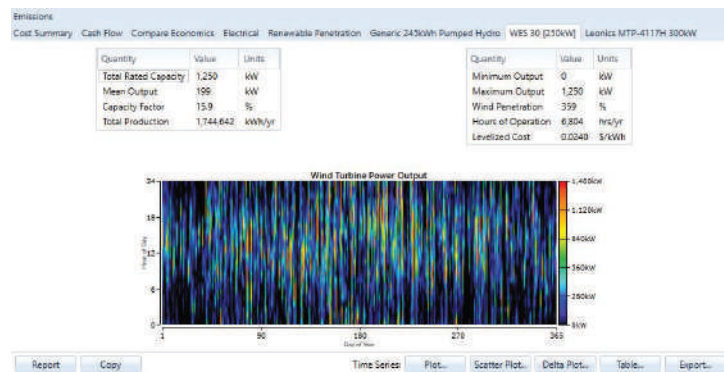 Emissions
Cost Summary Cash Flow Compare Economics Electrical Renewable Penetration Generic 245kWh Pumped Hydro WES 30 [250kW] Leonics MTP-4117H 300kW
Quantity Value Units
Total Rated Capacity 1,250 kW
Mean Output 199 kW
Capacity Factor 15.9 %
Total Production 1,744,642 kWh/yr
Quantity Value Units
Minimum Output 0 kW
Maximum Output 1,250 kW
Wind Penetration 359 %
Hours of Operation 6,804 hrs/yr
Levelized Cost 0.0240 $/kWh
Wind Turbine Power Output
Hour of Day
24
18
12
6
0
1 90 180 270 365
Day of Year
1,400kW
1,120kW
840kW
560kW
280kW
0kW
Report Copy Time Series: Plot... Scatter Plot... Delta Plot... Table... Export...